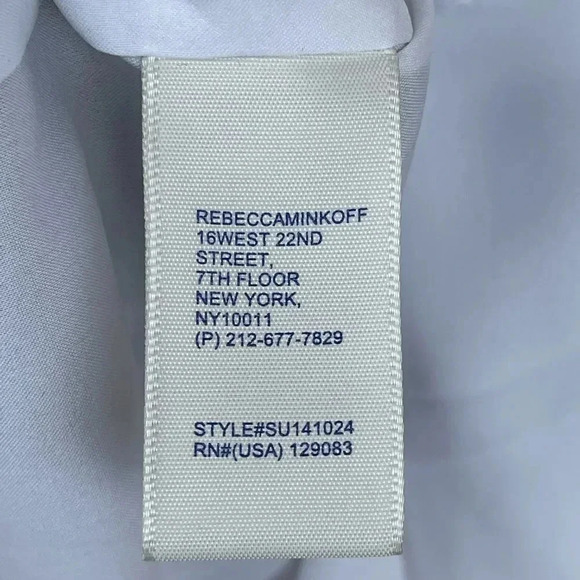 REBECCAMINKOFF
16WEST 22ND
STREET,
7TH FLOOR
NEW YORK,
NY10011
(P) 212-677-7829
STYLE#SU141024
RN#(USA) 129083